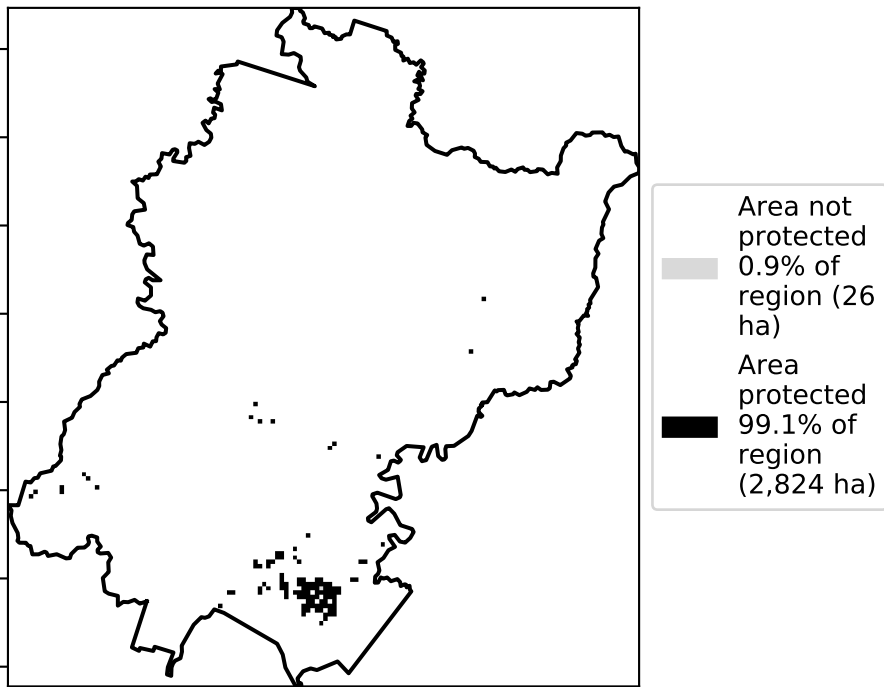 Area not
protected
0.9% of
region (26
ha)
Area
protected
99.1% of
region
(2,824 ha)